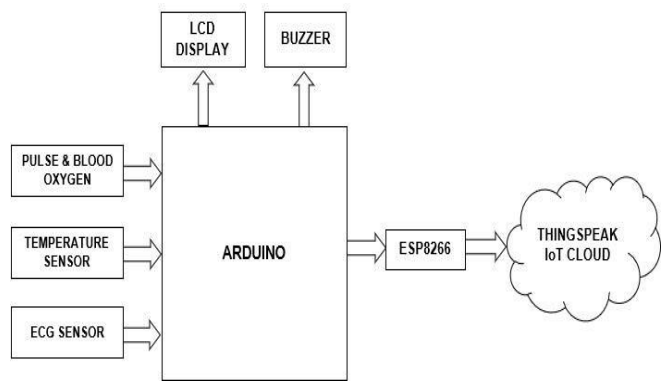 LCD
DISPLAY
BUZZER
PULSE & BLOOD
OXYGEN
TEMPERATURE
SENSOR
ECG SENSOR
ARDUINO
ESP8266
THINGSPEAK
IoT CLOUD